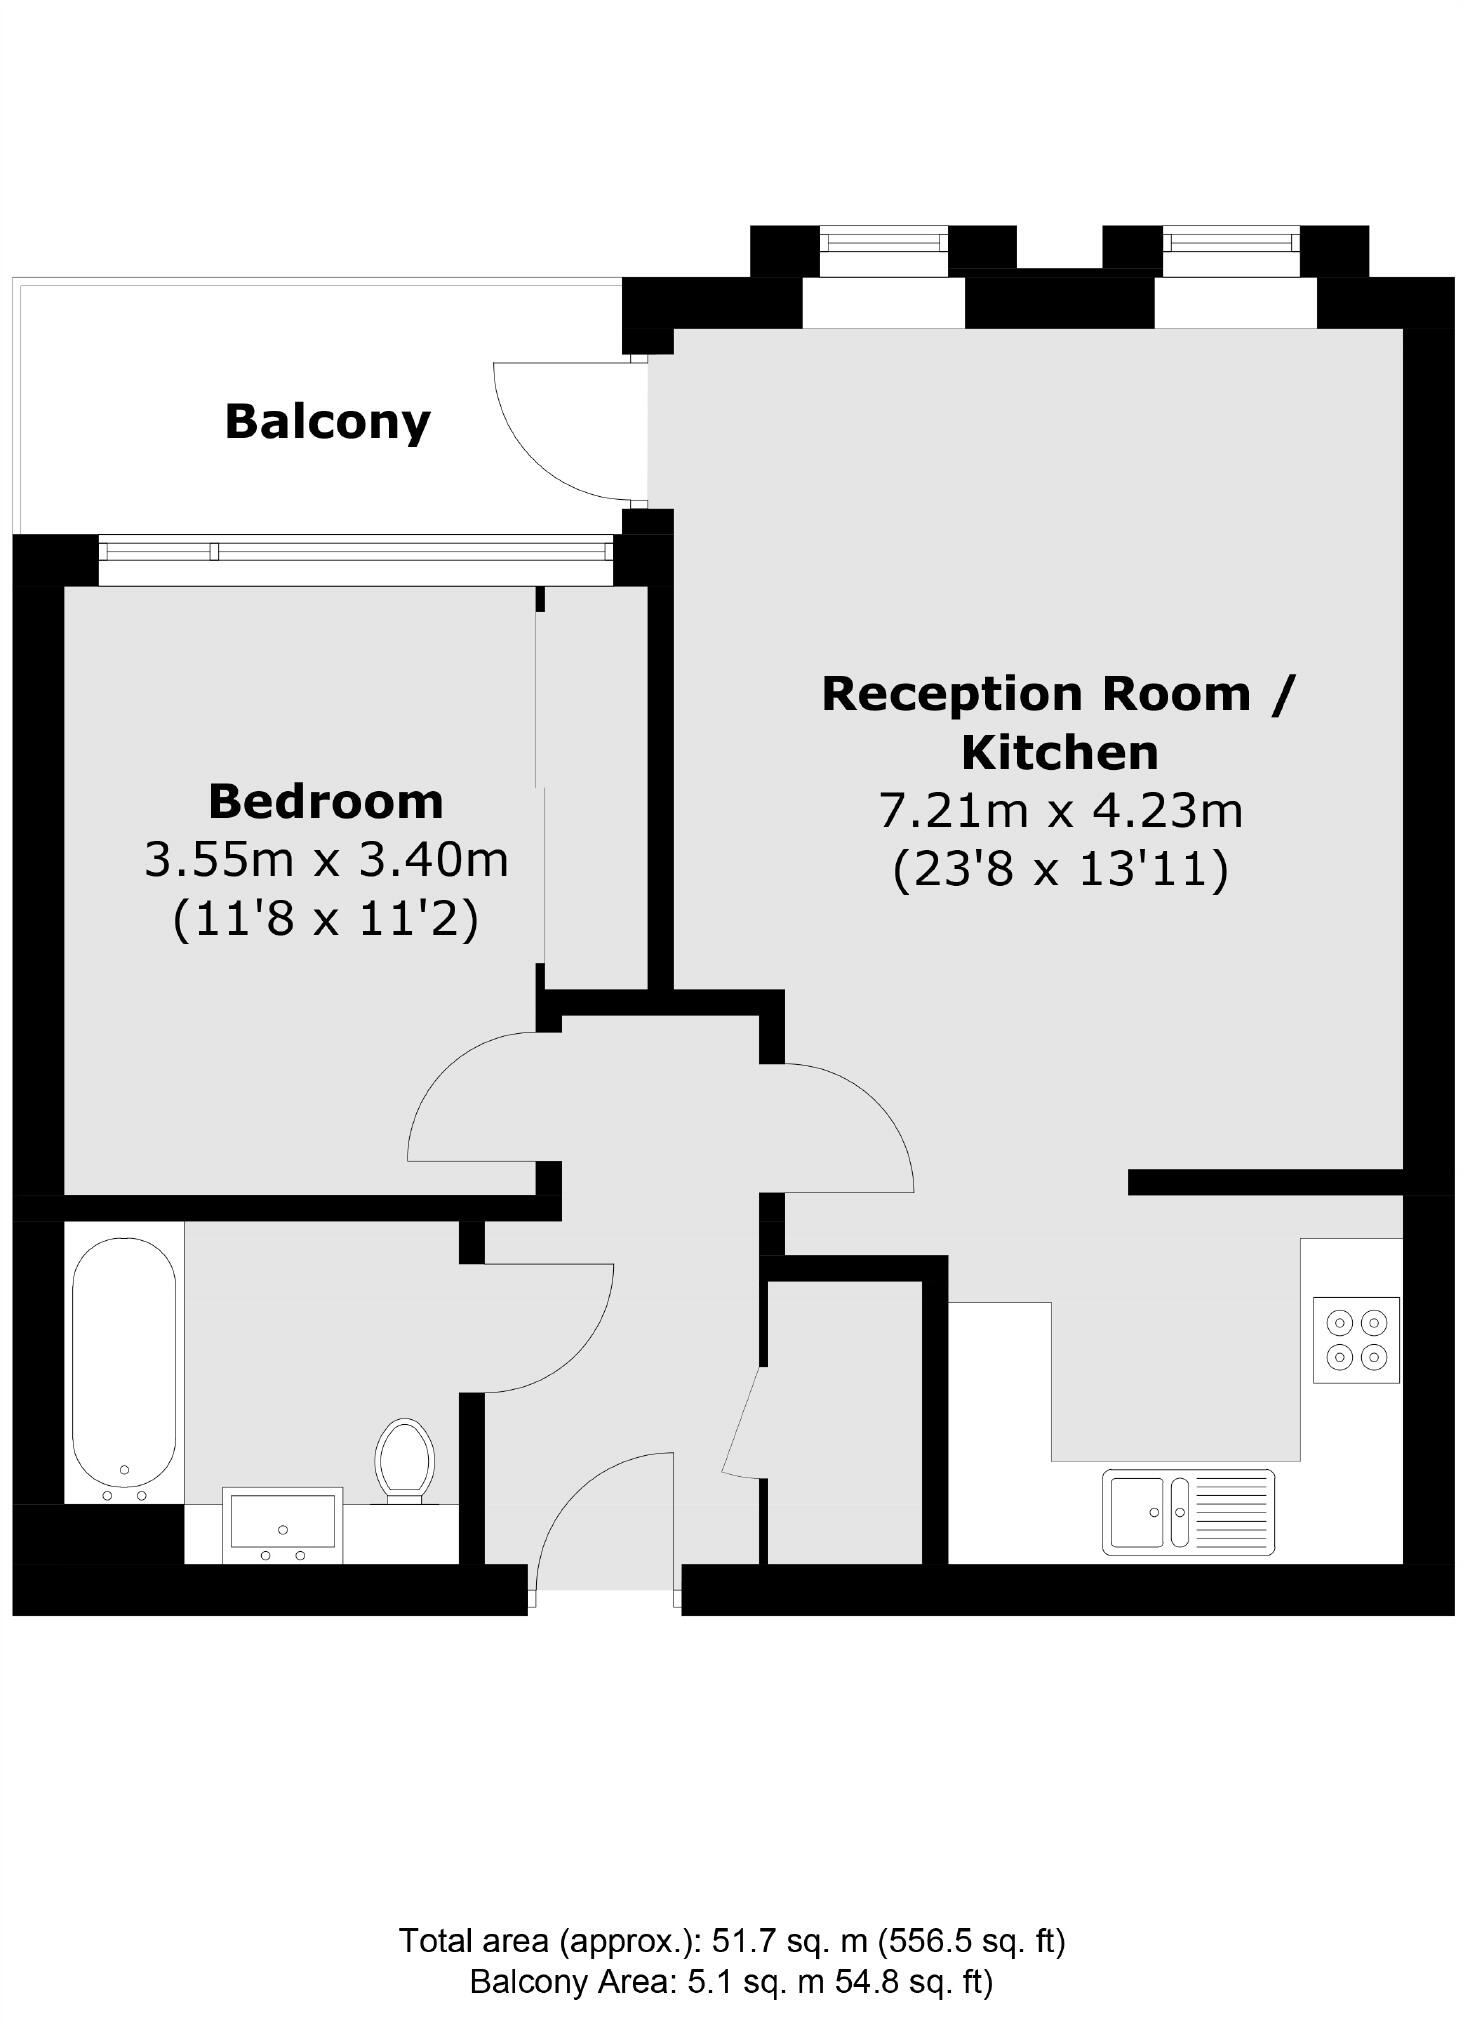 Balcony
Reception Room /
Kitchen
7.21m x 4.23m
(23'8 x 13'11)
Bedroom
3.55m x 3.40m
(11'8 x 11'2)
Total area (approx.): 51.7 sq. m (556.5 sq. ft)
Balcony Area: 5.1 sq. m 54.8 sq. ft)